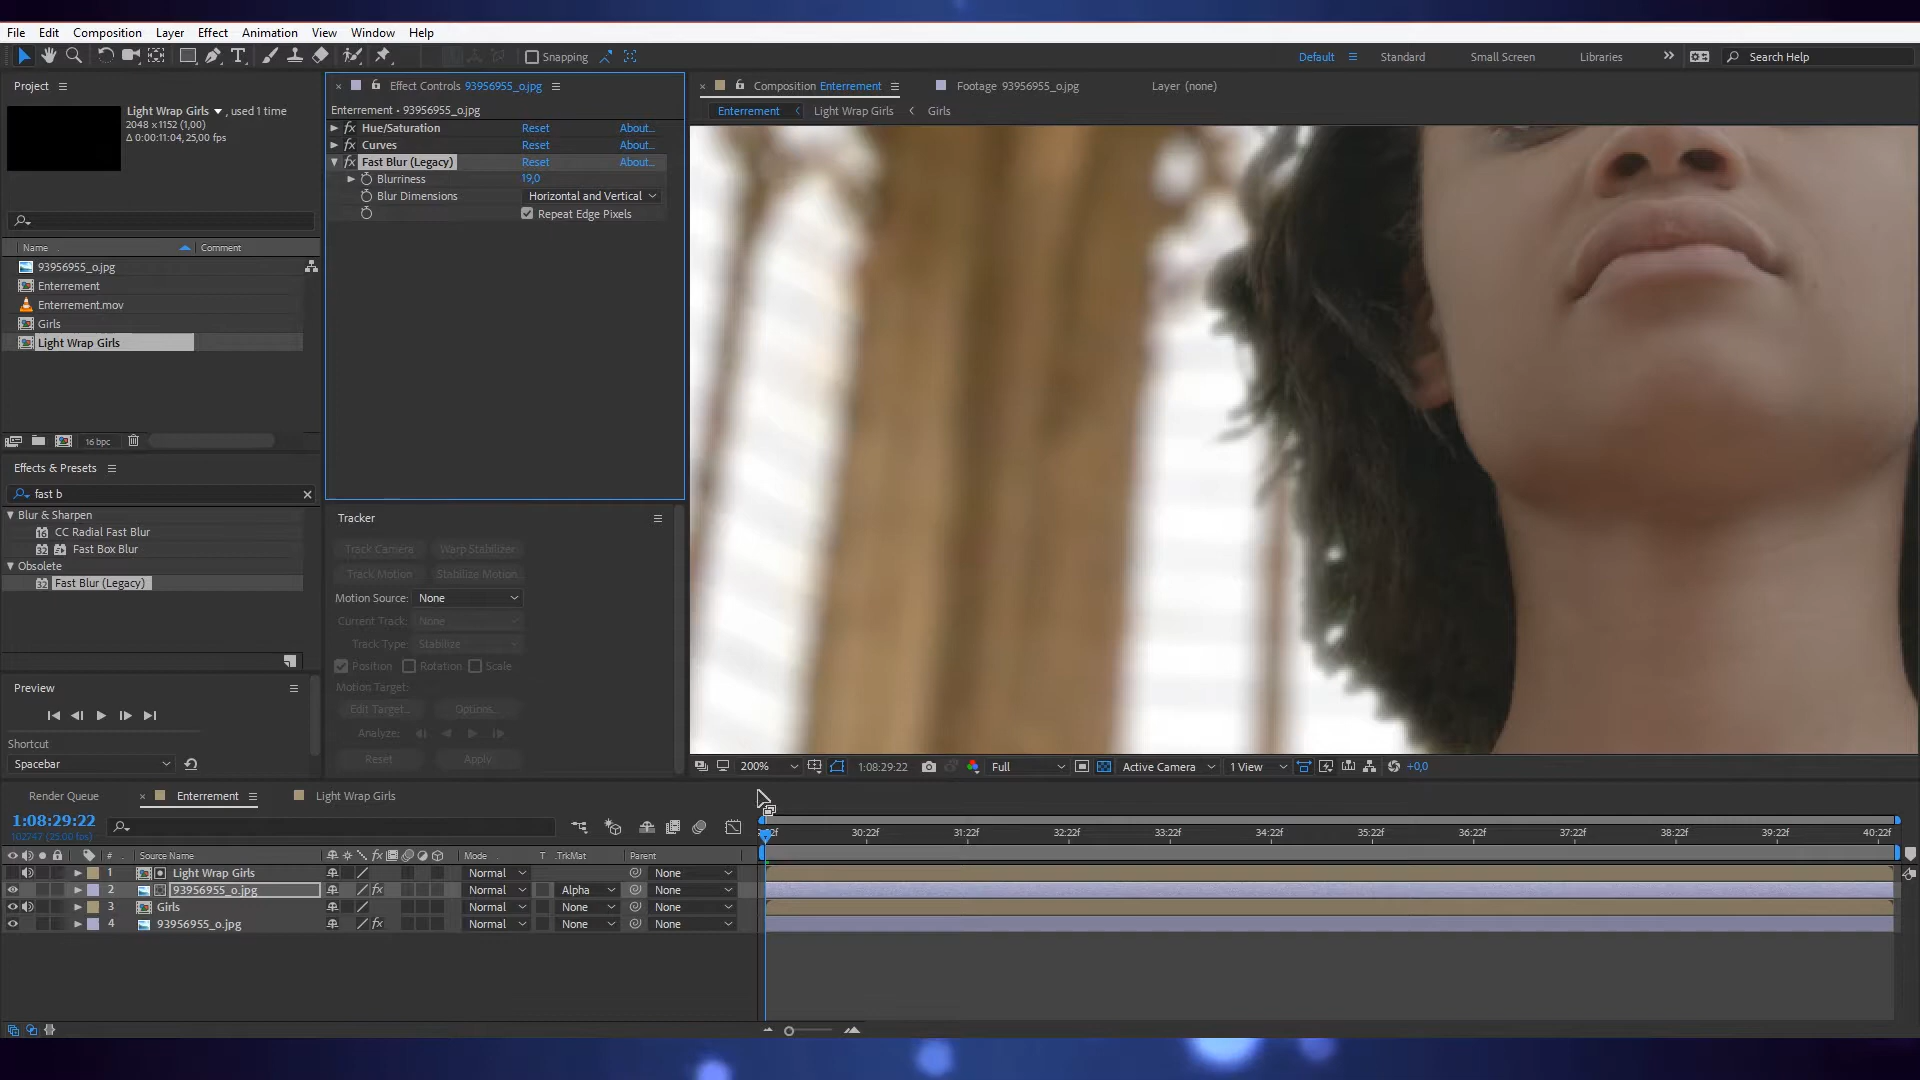 File Edit Composition Layer Effect Animation View Window Help
Snapping
Default Standard Small Screen Libraries Search Help
Project
Light Wrap Girls , used 1 time
2048 x 1152 (1,00)
Δ 0:00:11:04, 25,00 fps
Name Comment
93956955_o.jpg
Enterrement
Enterrement.mov
Girls
Light Wrap Girls
16 bpc
Effects & Presets
fast b
Blur & Sharpen
CC Radial Fast Blur
Fast Box Blur
Obsolete
Fast Blur (Legacy)
Preview
Shortcut
Spacebar
Effect Controls 93956955_o.jpg
Enterrement • 93956955_o.jpg
fx Hue/Saturation Reset About...
fx Curves Reset About...
fx Fast Blur (Legacy) Reset About...
Blurriness 19,0
Blur Dimensions Horizontal and Vertical
Repeat Edge Pixels
Tracker
Track Camera Warp Stabilizer
Track Motion Stabilize Motion
Motion Source: None
Current Track: None
Track Type: Stabilize
Position Rotation Scale
Motion Target:
Edit Target... Options...
Analyze:
Reset Apply
Composition Enterrement Footage 93956955_o.jpg Layer (none)
Enterrement Light Wrap Girls Girls
200% 1:08:29:22 Full Active Camera 1 View +0,0
Render Queue Enterrement Light Wrap Girls
1:08:29:22
102747 (25.00 fps)
30:22f 31:22f 32:22f 33:22f 34:22f 35:22f 36:22f 37:22f 38:22f 39:22f 40:22f
# Source Name fx Mode T .TrkMat Parent
1 Light Wrap Girls Normal None
2 93956955_o.jpg fx Normal Alpha None
3 Girls Normal None None
4 93956955_o.jpg fx Normal None None